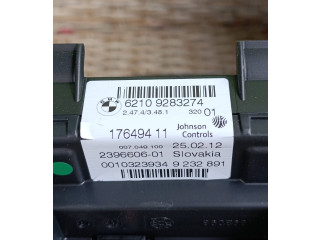 6210 9283274
2.47.4/3.48.1 320 01
176494 11 Johnson Controls
007.049.100 25.02.12
2396606-01 Slovakia
0010323934 9 232 891